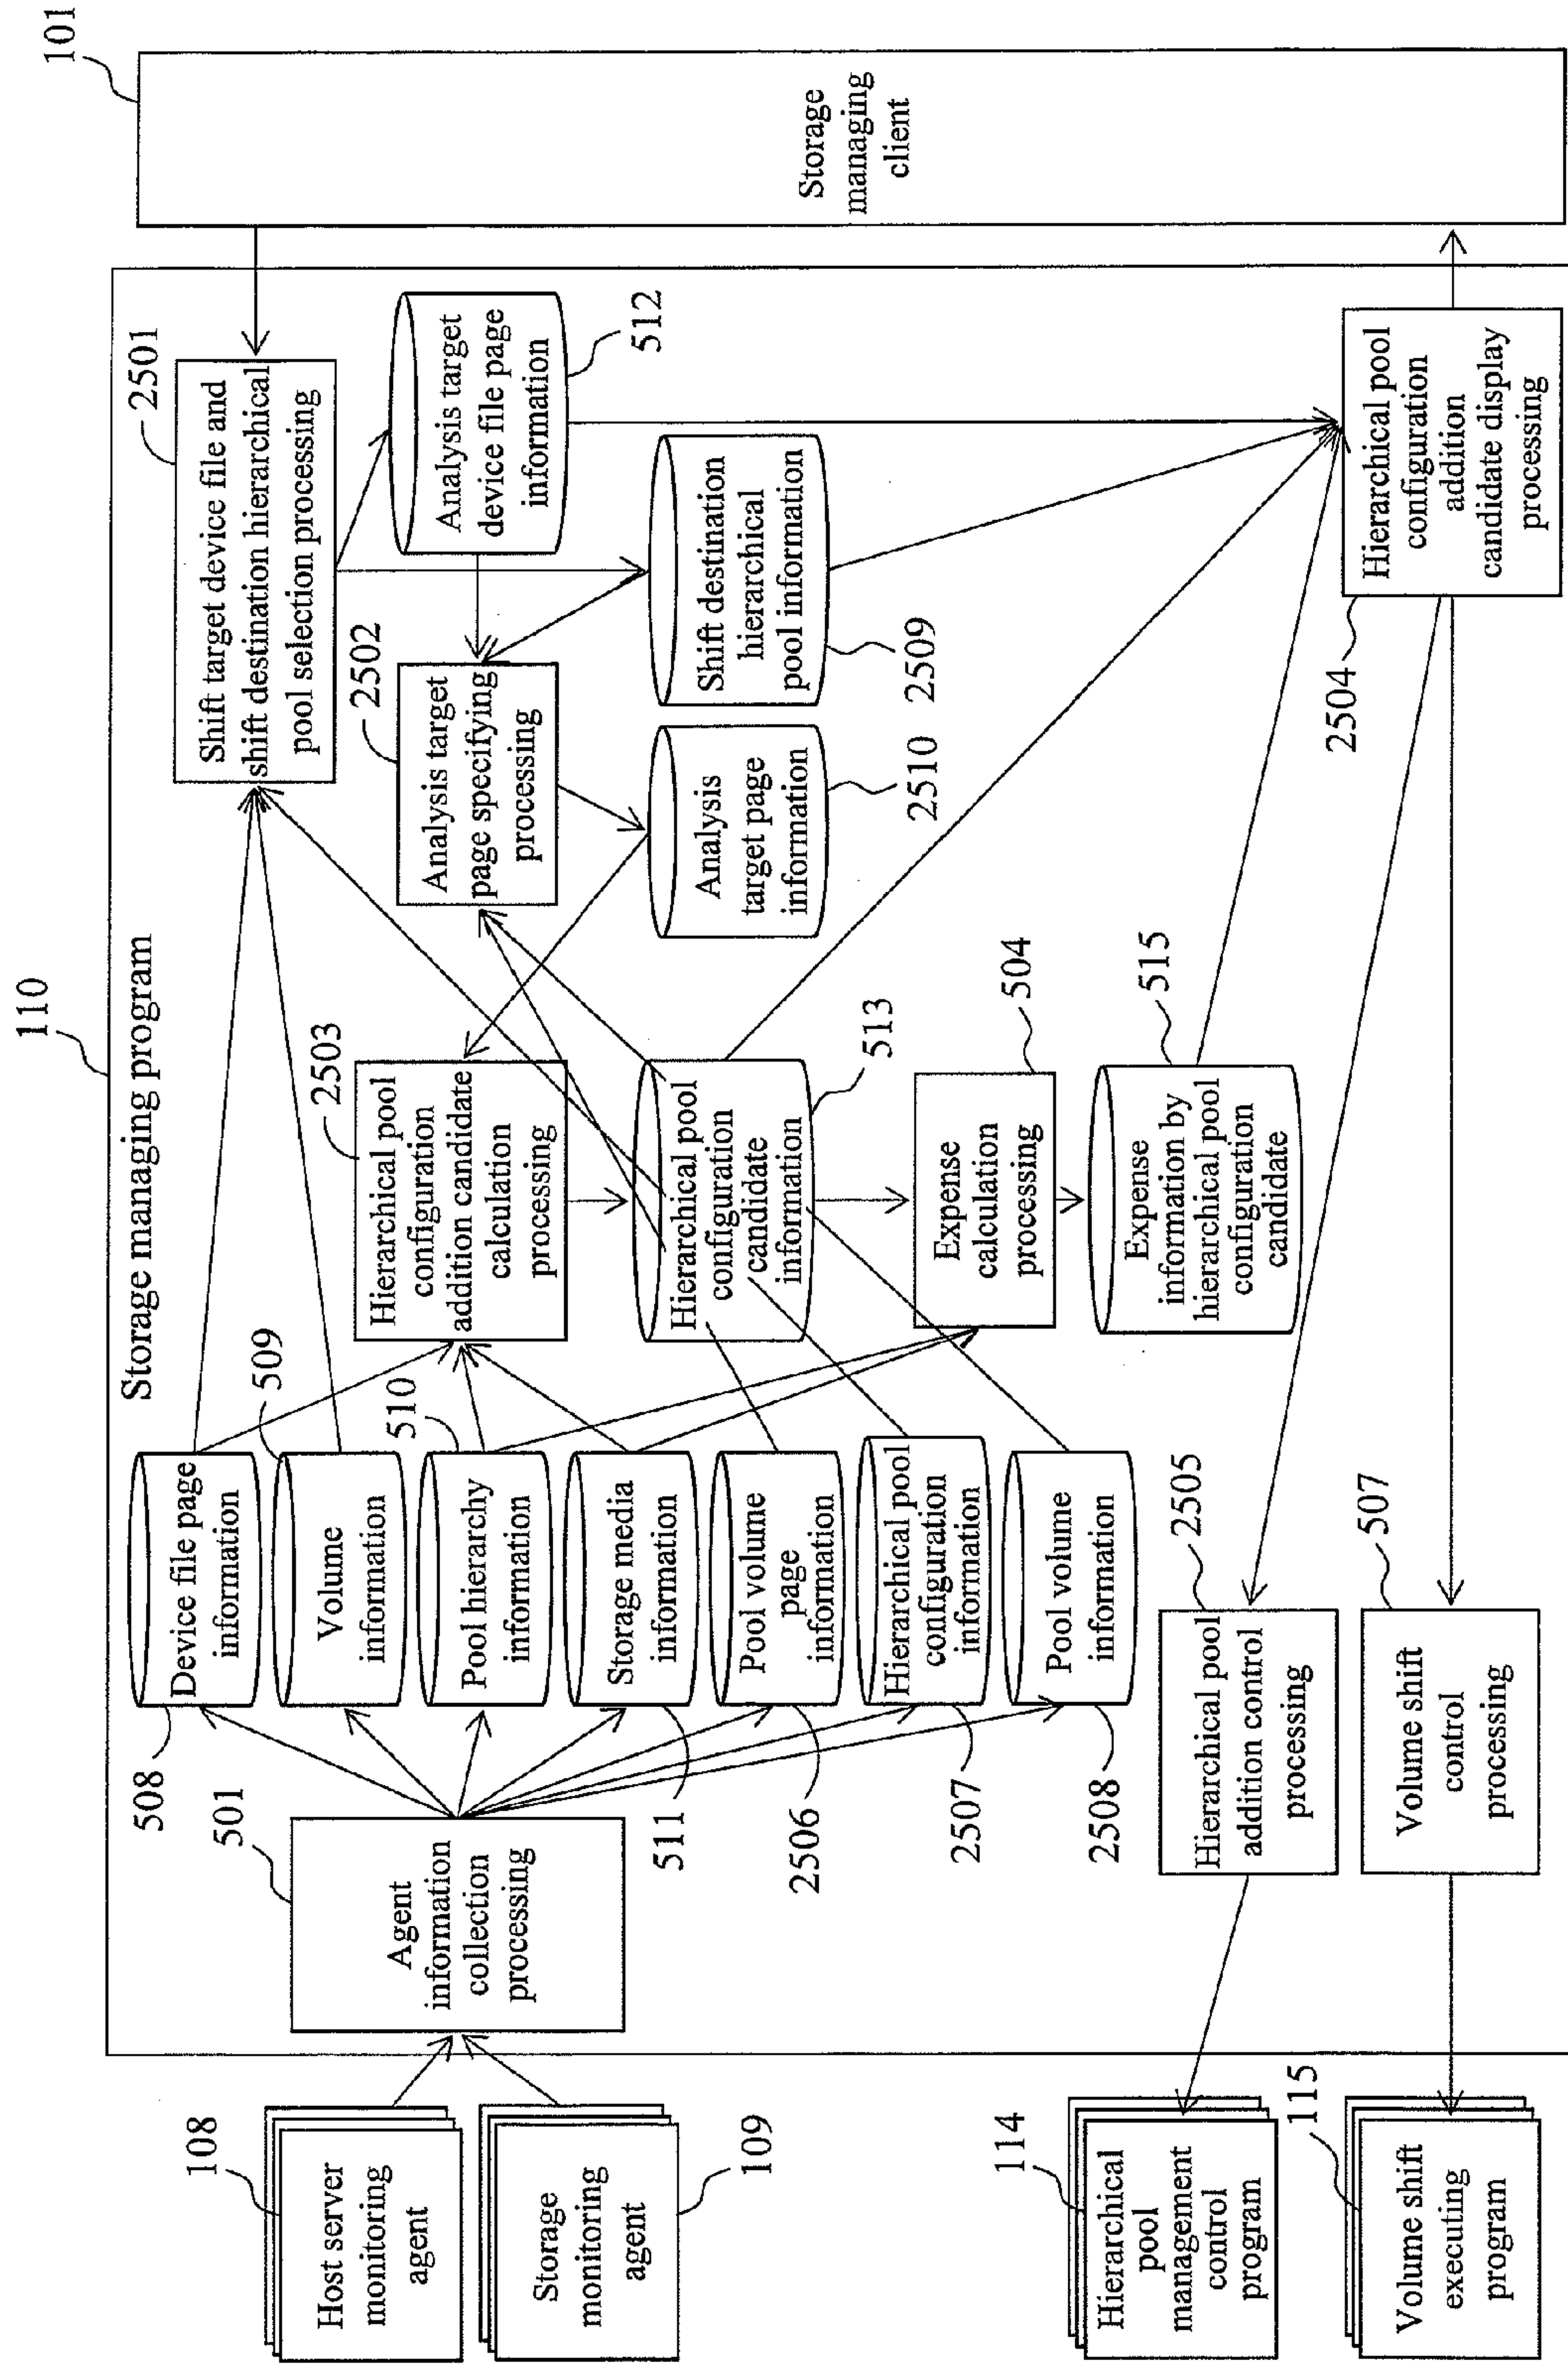 110
Storage managing program
101
Storage
managing
client
108
Host server
monitoring
agent
Storage
monitoring
agent
109
501
Agent
information
collection
processing
508
Device file page
information
509
Volume
information
510
Pool hierarchy
information
Storage media
information
511
Pool volume
page
information
2506
Hierarchical pool
configuration
information
2507
Pool volume
information
2508
2503
Hierarchical pool
configuration
addition candidate
calculation
processing
Hierarchical pool
configuration
candidate
information
513
Expense
calculation
processing
504
Expense
information by
hierarchical pool
configuration
candidate
515
2501
Shift target device file and
shift destination hierarchical
pool selection processing
2502
Analysis target
page specifying
processing
Analysis target
device file page
information
512
Analysis
target page
information
2510
Shift destination
hierarchical
pool information
2509
2504
Hierarchical pool
configuration
addition
candidate display
processing
2505
Hierarchical pool
addition control
processing
507
Volume shift
control
processing
114
Hierarchical
pool
management
control
program
115
Volume shift
executing
program